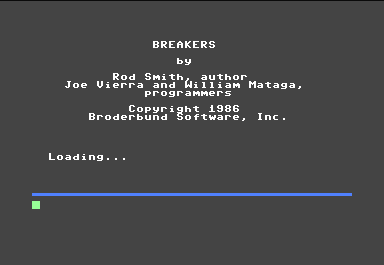 BREAKERS
by
Rod Smith, author
Joe Vierra and William Mataga,
programmers
Copyright 1986
Broderbund Software, Inc.
Loading...